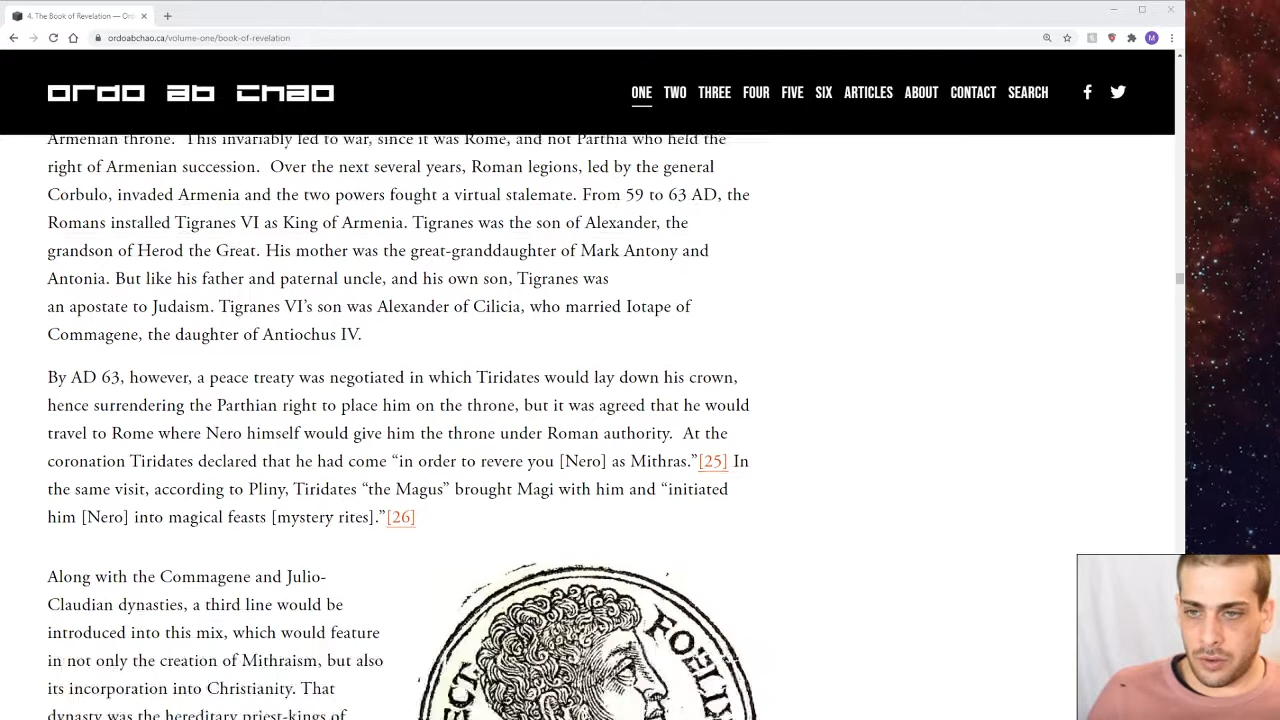 4. The Book of Revelation — Ord
ordoabchao.ca/volume-one/book-of-revelation
M
ordo ab chao
ONE TWO THREE FOUR FIVE SIX ARTICLES ABOUT CONTACT SEARCH
Armenian throne. This invariably led to war, since it was Rome, and not Parthia who held the
right of Armenian succession. Over the next several years, Roman legions, led by the general
Corbulo, invaded Armenia and the two powers fought a virtual stalemate. From 59 to 63 AD, the
Romans installed Tigranes VI as King of Armenia. Tigranes was the son of Alexander, the
grandson of Herod the Great. His mother was the great-granddaughter of Mark Antony and
Antonia. But like his father and paternal uncle, and his own son, Tigranes was
an apostate to Judaism. Tigranes VI’s son was Alexander of Cilicia, who married Iotape of
Commagene, the daughter of Antiochus IV.
By AD 63, however, a peace treaty was negotiated in which Tiridates would lay down his crown,
hence surrendering the Parthian right to place him on the throne, but it was agreed that he would
travel to Rome where Nero himself would give him the throne under Roman authority. At the
coronation Tiridates declared that he had come “in order to revere you [Nero] as Mithras.”[25] In
the same visit, according to Pliny, Tiridates “the Magus” brought Magi with him and “initiated
him [Nero] into magical feasts [mystery rites].”[26]
Along with the Commagene and Julio-
Claudian dynasties, a third line would be
introduced into this mix, which would feature
in not only the creation of Mithraism, but also
its incorporation into Christianity. That
dynasty was the hereditary priest-kings of
FOELIX
ECT